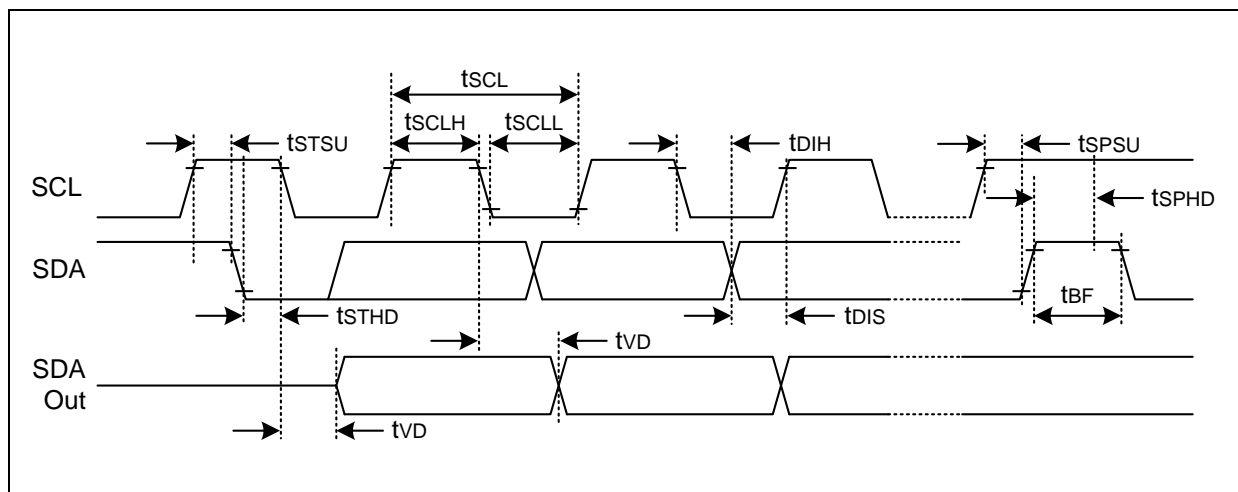 tSCL
tSCLH
tSCLL
tSTSU
tDIH
tSPSU
SCL
tSPHD
SDA
tBF
tSTHD
tDIS
tVD
SDA
Out
tVD